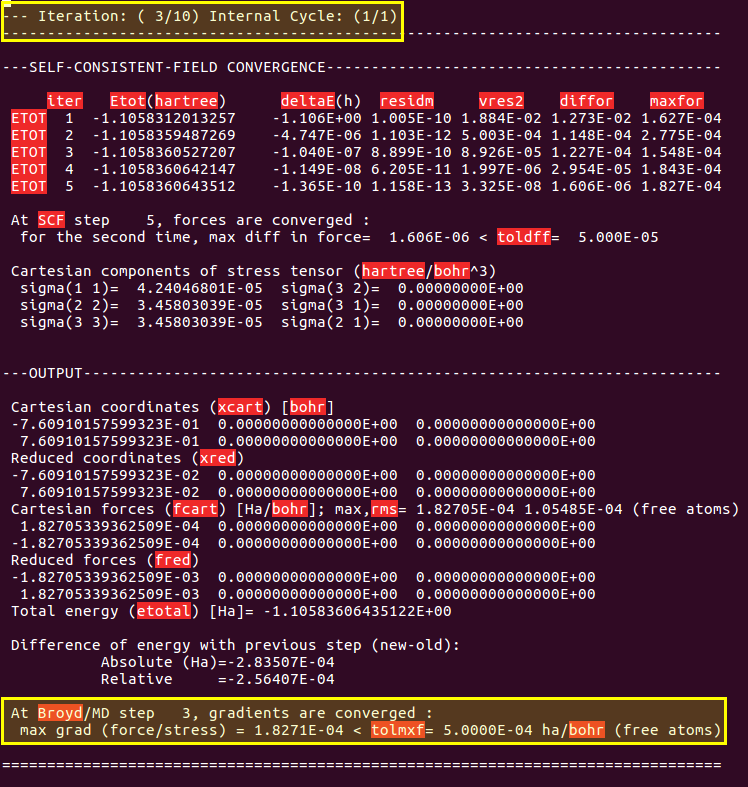 --- Iteration: ( 3/10) Internal Cycle: (1/1)
--------------------------------------------------------------------------------
---SELF-CONSISTENT-FIELD CONVERGENCE--------------------------------------------
iter Etot(hartree) deltaE(h) residm vres2 diffor maxfor
ETOT 1 -1.1058312013257 -1.106E+00 1.005E-10 1.884E-02 1.273E-02 1.627E-04
ETOT 2 -1.1058359487269 -4.747E-06 1.103E-12 5.003E-04 1.148E-04 2.775E-04
ETOT 3 -1.1058360527207 -1.040E-07 8.899E-10 8.926E-05 1.227E-04 1.548E-04
ETOT 4 -1.1058360642147 -1.149E-08 6.205E-11 1.997E-06 2.954E-05 1.843E-04
ETOT 5 -1.1058360643512 -1.365E-10 1.158E-13 3.325E-08 1.606E-06 1.827E-04
At SCF step 5, forces are converged :
for the second time, max diff in force= 1.606E-06 < toldff= 5.000E-05
Cartesian components of stress tensor (hartree/bohr^3)
sigma(1 1)= 4.24046801E-05 sigma(3 2)= 0.00000000E+00
sigma(2 2)= 3.45803039E-05 sigma(3 1)= 0.00000000E+00
sigma(3 3)= 3.45803039E-05 sigma(2 1)= 0.00000000E+00
---OUTPUT-----------------------------------------------------------------------
Cartesian coordinates (xcart) [bohr]
-7.60910157599323E-01 0.00000000000000E+00 0.00000000000000E+00
7.60910157599323E-01 0.00000000000000E+00 0.00000000000000E+00
Reduced coordinates (xred)
-7.60910157599323E-02 0.00000000000000E+00 0.00000000000000E+00
7.60910157599323E-02 0.00000000000000E+00 0.00000000000000E+00
Cartesian forces (fcart) [Ha/bohr]; max,rms= 1.82705E-04 1.05485E-04 (free atoms)
1.82705339362509E-04 0.00000000000000E+00 0.00000000000000E+00
-1.82705339362509E-04 0.00000000000000E+00 0.00000000000000E+00
Reduced forces (fred)
-1.82705339362509E-03 0.00000000000000E+00 0.00000000000000E+00
1.82705339362509E-03 0.00000000000000E+00 0.00000000000000E+00
Total energy (etotal) [Ha]= -1.10583606435122E+00
Difference of energy with previous step (new-old):
Absolute (Ha)=-2.83507E-04
Relative =-2.56407E-04
At Broyd/MD step 3, gradients are converged :
max grad (force/stress) = 1.8271E-04 < tolmxf= 5.0000E-04 ha/bohr (free atoms)
================================================================================